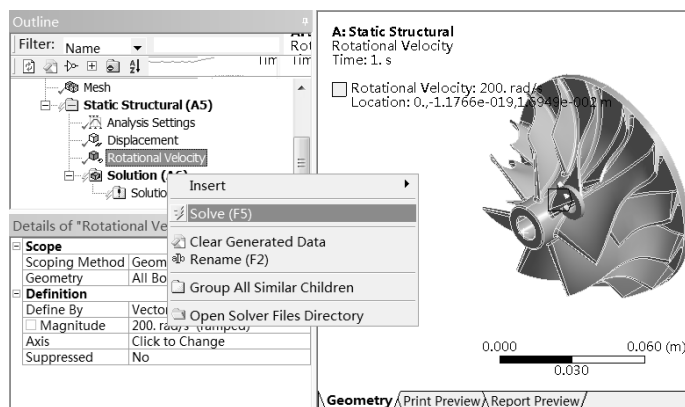 Outline
Filter: Name
Mesh
Static Structural (A5)
Analysis Settings
Displacement
Rotational Velocity
Solution (A6)
Solutio
Insert
Solve (F5)
Clear Generated Data
Rename (F2)
Group All Similar Children
Open Solver Files Directory
Details of "Rotational Ve
Scope
Scoping Method Geom
Geometry All Bo
Definition
Define By Vector
Magnitude 200. rad/s (ramped)
Axis Click to Change
Suppressed No
A: Static Structural
Rotational Velocity
Time: 1. s
Rotational Velocity: 200. rad/s
Location: 0.,-1.1766e-019,1.6949e-002 m
0.000 0.060 (m)
0.030
Geometry Print Preview Report Preview